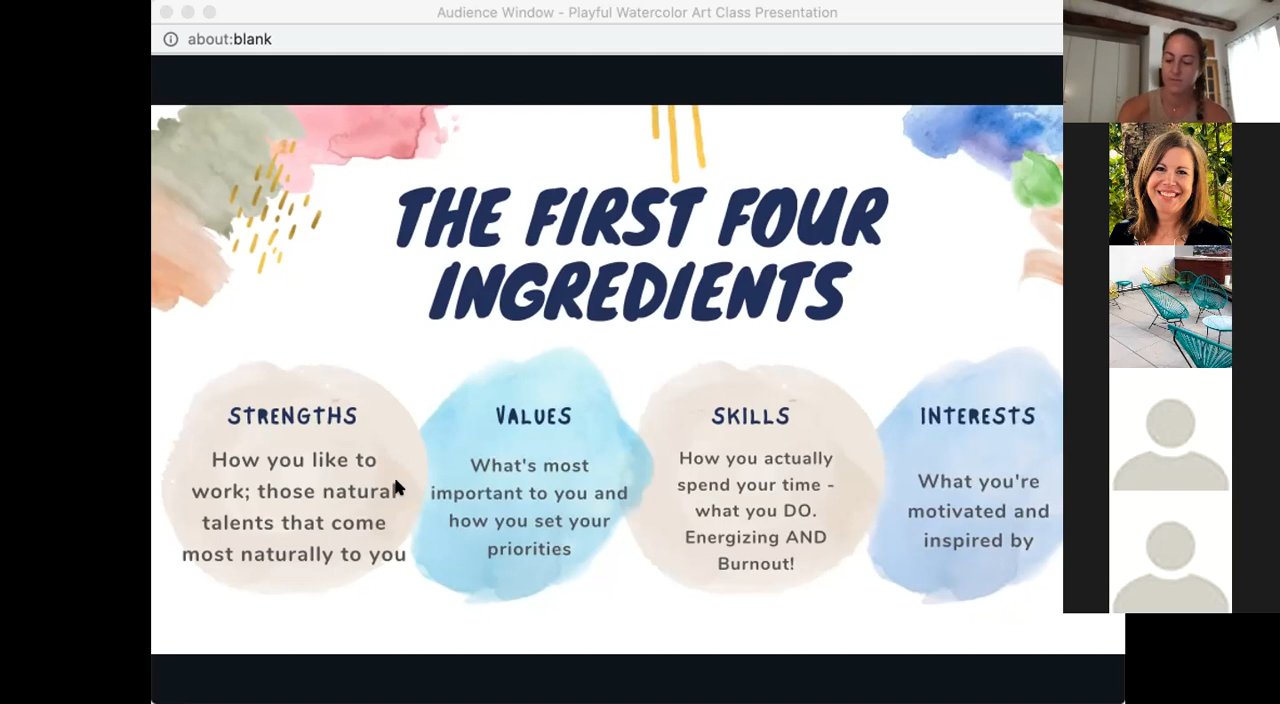 Audience Window - Playful Watercolor Art Class Presentation
about:blank
THE FIRST FOUR
INGREDIENTS
STRENGTHS
How you like to
work; those natural
talents that come
most naturally to you
VALUES
What's most
important to you and
how you set your
priorities
SKILLS
How you actually
spend your time -
what you DO.
Energizing AND
Burnout!
INTERESTS
What you're
motivated and
inspired by